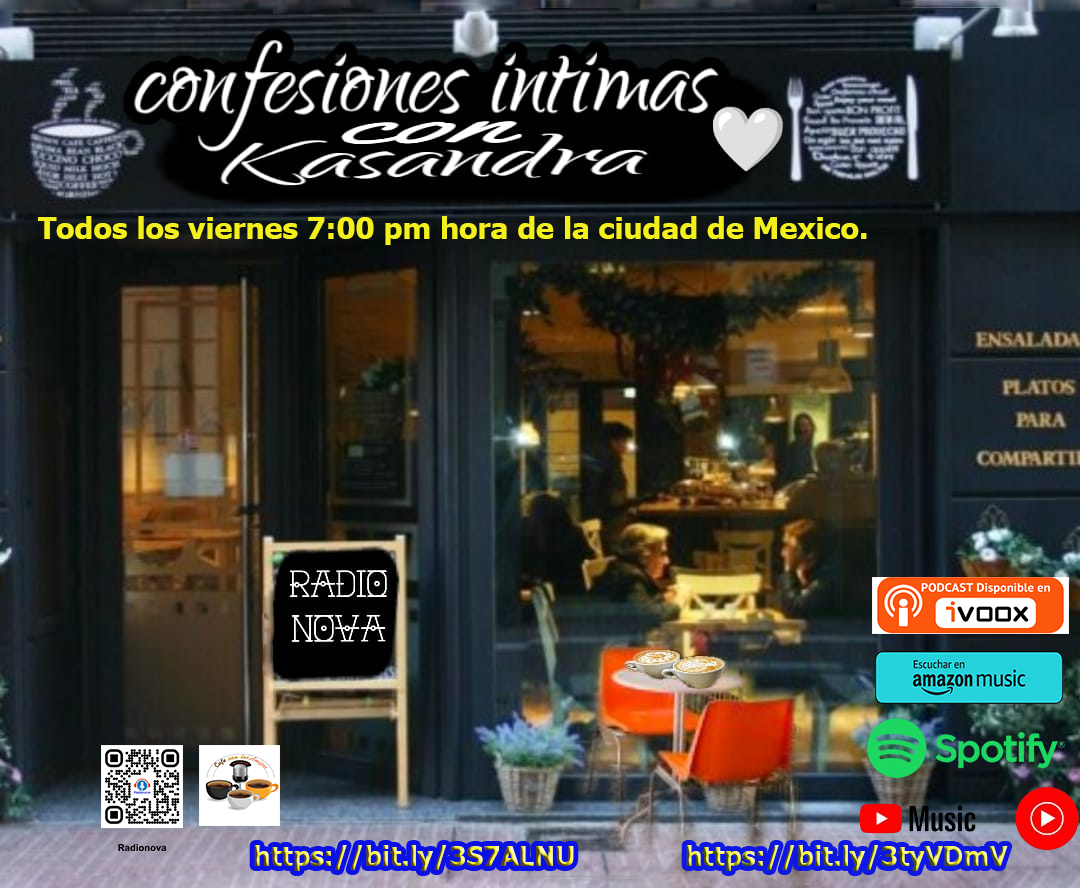 confesiones íntimas
con
Kasandra
Todos los viernes 7:00 pm hora de la ciudad de Mexico.
ENSALADA
PLATOS
PARA
COMPARTI
RADIO
NOVA
PODCAST Disponible en
iVOOX
Escuchar en
amazon music
Spotify
Music
Radionova
https://bit.ly/3S7ALNU
https://bit.ly/3tyVDmV